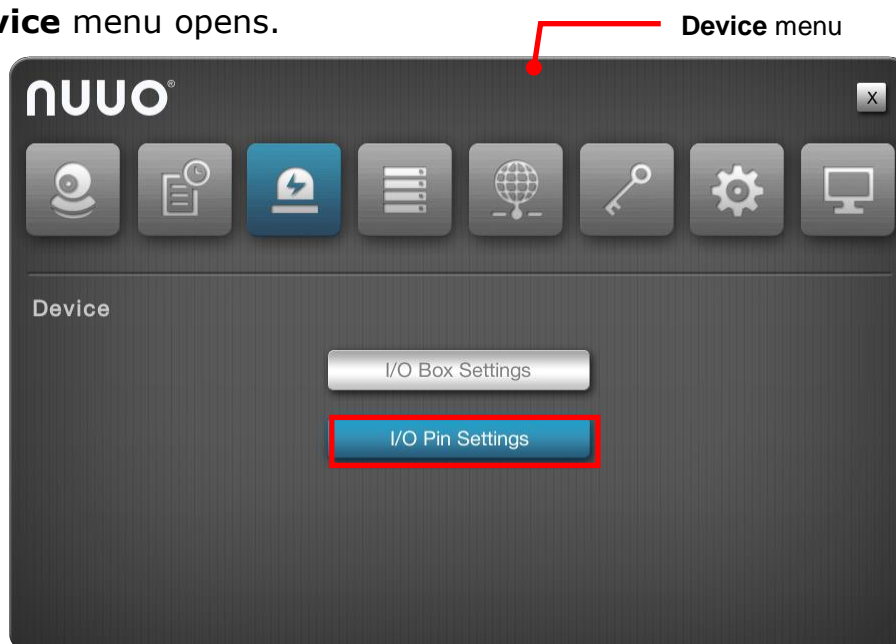 vice menu opens.
Device menu
nuuo®
X
Device
I/O Box Settings
I/O Pin Settings